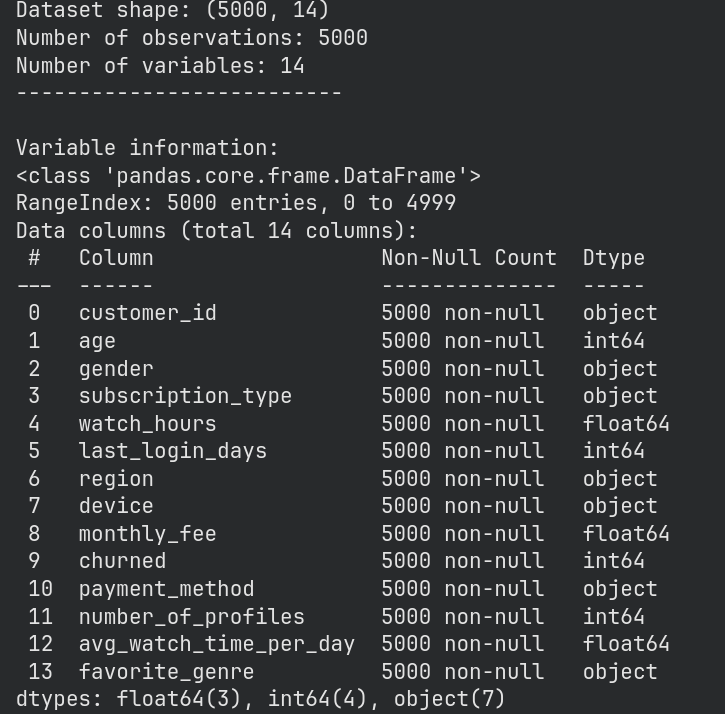 Dataset shape: (5000, 14)
Number of observations: 5000
Number of variables: 14
--------------------------
Variable information:
<class 'pandas.core.frame.DataFrame'>
RangeIndex: 5000 entries, 0 to 4999
Data columns (total 14 columns):
 #   Column                  Non-Null Count  Dtype
---  ------                  --------------  -----
 0   customer_id             5000 non-null   object
 1   age                     5000 non-null   int64
 2   gender                  5000 non-null   object
 3   subscription_type       5000 non-null   object
 4   watch_hours             5000 non-null   float64
 5   last_login_days         5000 non-null   int64
 6   region                  5000 non-null   object
 7   device                  5000 non-null   object
 8   monthly_fee             5000 non-null   float64
 9   churned                 5000 non-null   int64
 10  payment_method          5000 non-null   object
 11  number_of_profiles      5000 non-null   int64
 12  avg_watch_time_per_day  5000 non-null   float64
 13  favorite_genre          5000 non-null   object
dtypes: float64(3), int64(4), object(7)